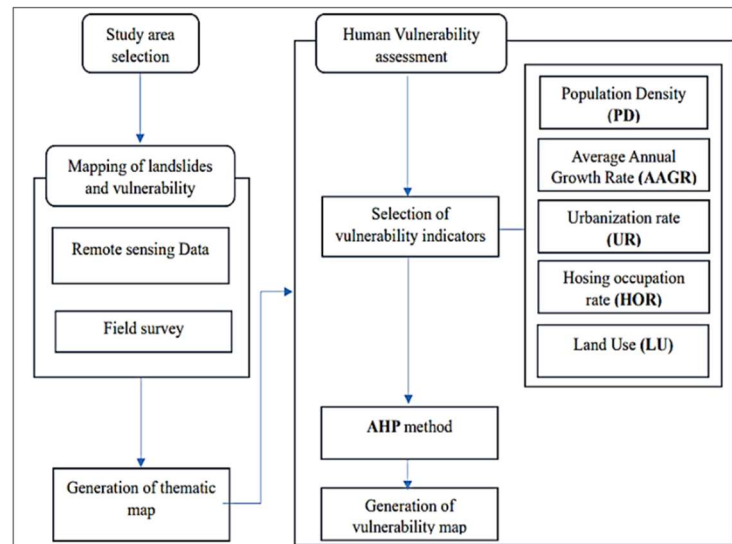 Study area
selection
Mapping of landslides
and vulnerability
Remote sensing Data
Field survey
Generation of thematic
map
Human Vulnerability
assessment
Selection of
vulnerability indicators
AHP method
Generation of
vulnerability map
Population Density
(PD)
Average Annual
Growth Rate (AAGR)
Urbanization rate
(UR)
Hosing occupation
rate (HOR)
Land Use (LU)